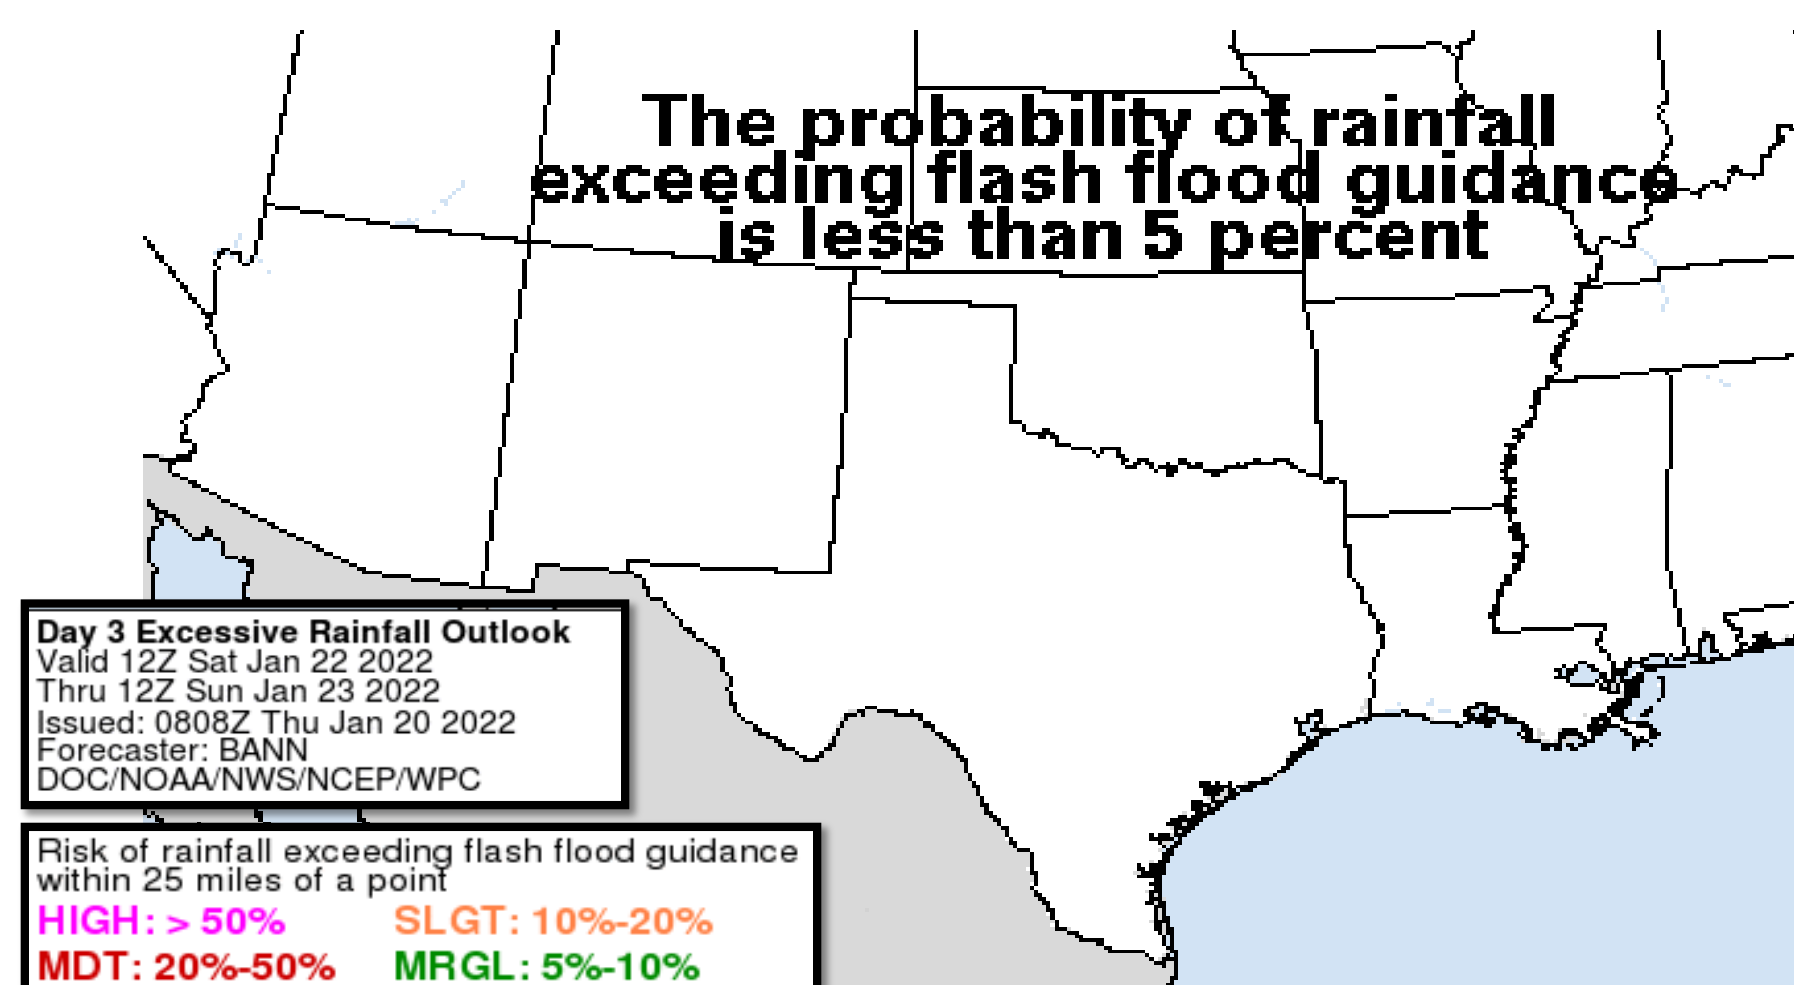 The probability of rainfall
exceeding flash flood guidance
is less than 5 percent
Day 3 Excessive Rainfall Outlook
Valid 12Z Sat Jan 22 2022
Thru 12Z Sun Jan 23 2022
Issued: 0808Z Thu Jan 20 2022
Forecaster: BANN
DOC/NOAA/NWS/NCEP/WPC
Risk of rainfall exceeding flash flood guidance
within 25 miles of a point
HIGH: > 50% SLGT: 10%-20%
MDT: 20%-50% MRGL: 5%-10%